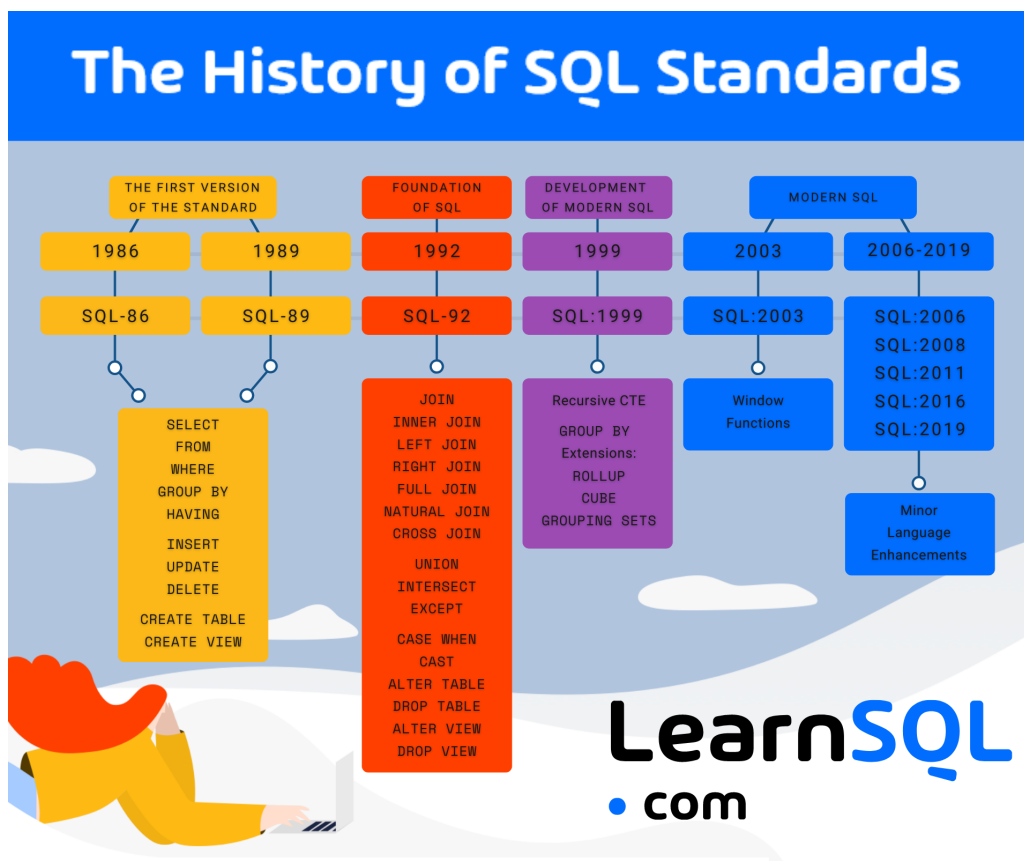 The History of SQL Standards
THE FIRST VERSION
OF THE STANDARD
1986
1989
SQL-86
SQL-89
SELECT
FROM
WHERE
GROUP BY
HAVING
INSERT
UPDATE
DELETE
CREATE TABLE
CREATE VIEW
FOUNDATION
OF SQL
1992
SQL-92
JOIN
INNER JOIN
LEFT JOIN
RIGHT JOIN
FULL JOIN
NATURAL JOIN
CROSS JOIN
UNION
INTERSECT
EXCEPT
CASE WHEN
CAST
ALTER TABLE
DROP TABLE
ALTER VIEW
DROP VIEW
DEVELOPMENT
OF MODERN SQL
1999
SQL:1999
Recursive CTE
GROUP BY
Extensions:
ROLLUP
CUBE
GROUPING SETS
MODERN SQL
2003
2006-2019
SQL:2003
Window
Functions
SQL:2006
SQL:2008
SQL:2011
SQL:2016
SQL:2019
Minor
Language
Enhancements
LearnSQL
• com